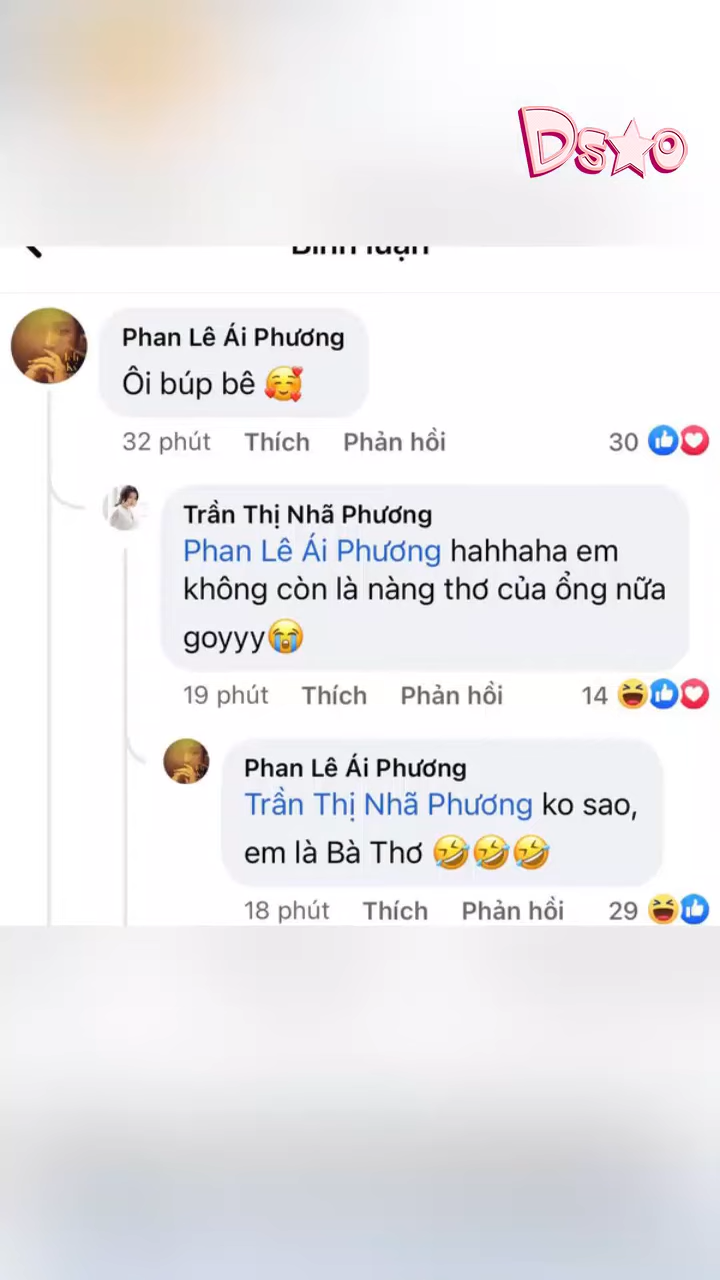 Ds★o
Bình luận
Phan Lê Ái Phương
Ôi búp bê 🥰
32 phút Thích Phản hồi 30
Trần Thị Nhã Phương
Phan Lê Ái Phương hahhaha em
không còn là nàng thơ của ổng nữa
goyyy😭
19 phút Thích Phản hồi 14
Phan Lê Ái Phương
Trần Thị Nhã Phương ko sao,
em là Bà Thơ 🤣🤣🤣
18 phút Thích Phản hồi 29